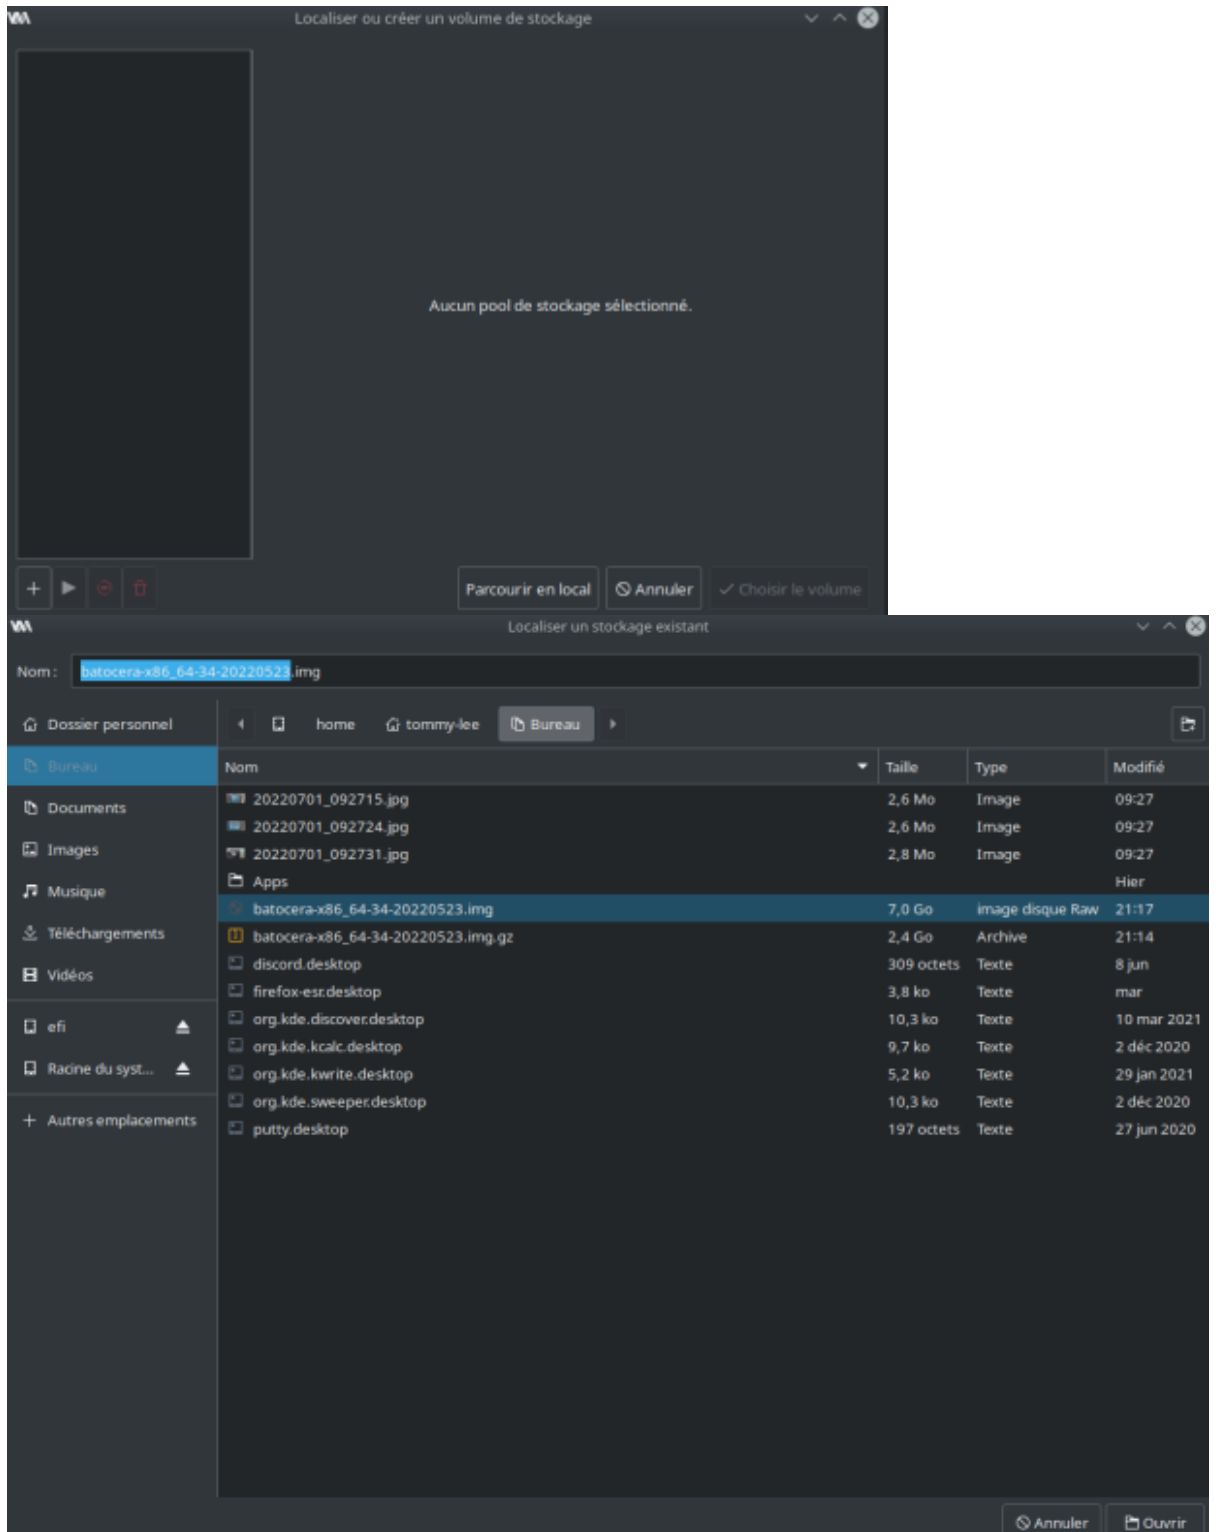 Localiser ou créer un volume de stockage
Aucun pool de stockage sélectionné.
Parcourir en local
Annuler
Choisir le volume
Localiser un stockage existant
Nom : batocera-x86_64-34-20220523.img
Dossier personnel
Bureau
Documents
Images
Musique
Téléchargements
Vidéos
efi
Racine du syst...
Autres emplacements
home tommy-lee Bureau
Nom Taille Type Modifié
20220701_092715.jpg 2,6 Mo Image 09:27
20220701_092724.jpg 2,6 Mo Image 09:27
20220701_092731.jpg 2,8 Mo Image 09:27
Apps Hier
batocera-x86_64-34-20220523.img 7,0 Go image disque Raw 21:17
batocera-x86_64-34-20220523.img.gz 2,4 Go Archive 21:14
discord.desktop 309 octets Texte 8 jun
firefox-esr.desktop 3,8 ko Texte mar
org.kde.discover.desktop 10,3 ko Texte 10 mar 2021
org.kde.kcalc.desktop 9,7 ko Texte 2 déc 2020
org.kde.kwrite.desktop 5,2 ko Texte 29 jan 2021
org.kde.sweeper.desktop 10,3 ko Texte 2 déc 2020
putty.desktop 197 octets Texte 27 jun 2020
Annuler
Ouvrir